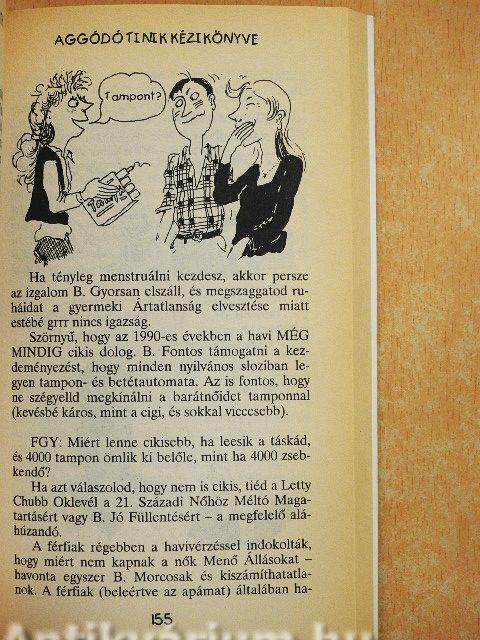 AGGÓDÓ TINIK KÉZIKÖNYVE
Tampont?
Ha tényleg menstruálni kezdesz, akkor persze
az izgalom B. Gyorsan elszáll, és megszaggatod ru-
háidat a gyermeki Ártatlanság elvesztése miatt
estébé grrr nincs igazság.
Szörnyű, hogy az 1990-es években a havi MÉG
MINDIG cikis dolog. B. Fontos támogatni a kez-
deményezést, hogy minden nyilvános sloziban le-
gyen tampon- és betétautomata. Az is fontos, hogy
ne szégyelld megkínálni a barátnőidet tamponnal
(kevésbé káros, mint a cigi, és sokkal viccesebb).
FGY: Miért lenne cikisebb, ha leesik a táskád,
és 4000 tampon ömlik ki belőle, mint ha 4000 zseb-
kendő?
Ha azt válaszolod, hogy nem is cikis, tiéd a Letty
Chubb Oklevél a 21. Századi Nőhöz Méltó Maga-
tartásért vagy B. Jó Füllentésért – a megfelelő alá-
húzandó.
A férfiak régebben a havivérzéssel indokolták,
hogy miért nem kapnak a nők Menő Állásokat –
havonta egyszer B. Morcosak és kiszámíthatatla-
nok. A férfiak (beleértve az apámat) általában ha-
155
Antikvarium.hu